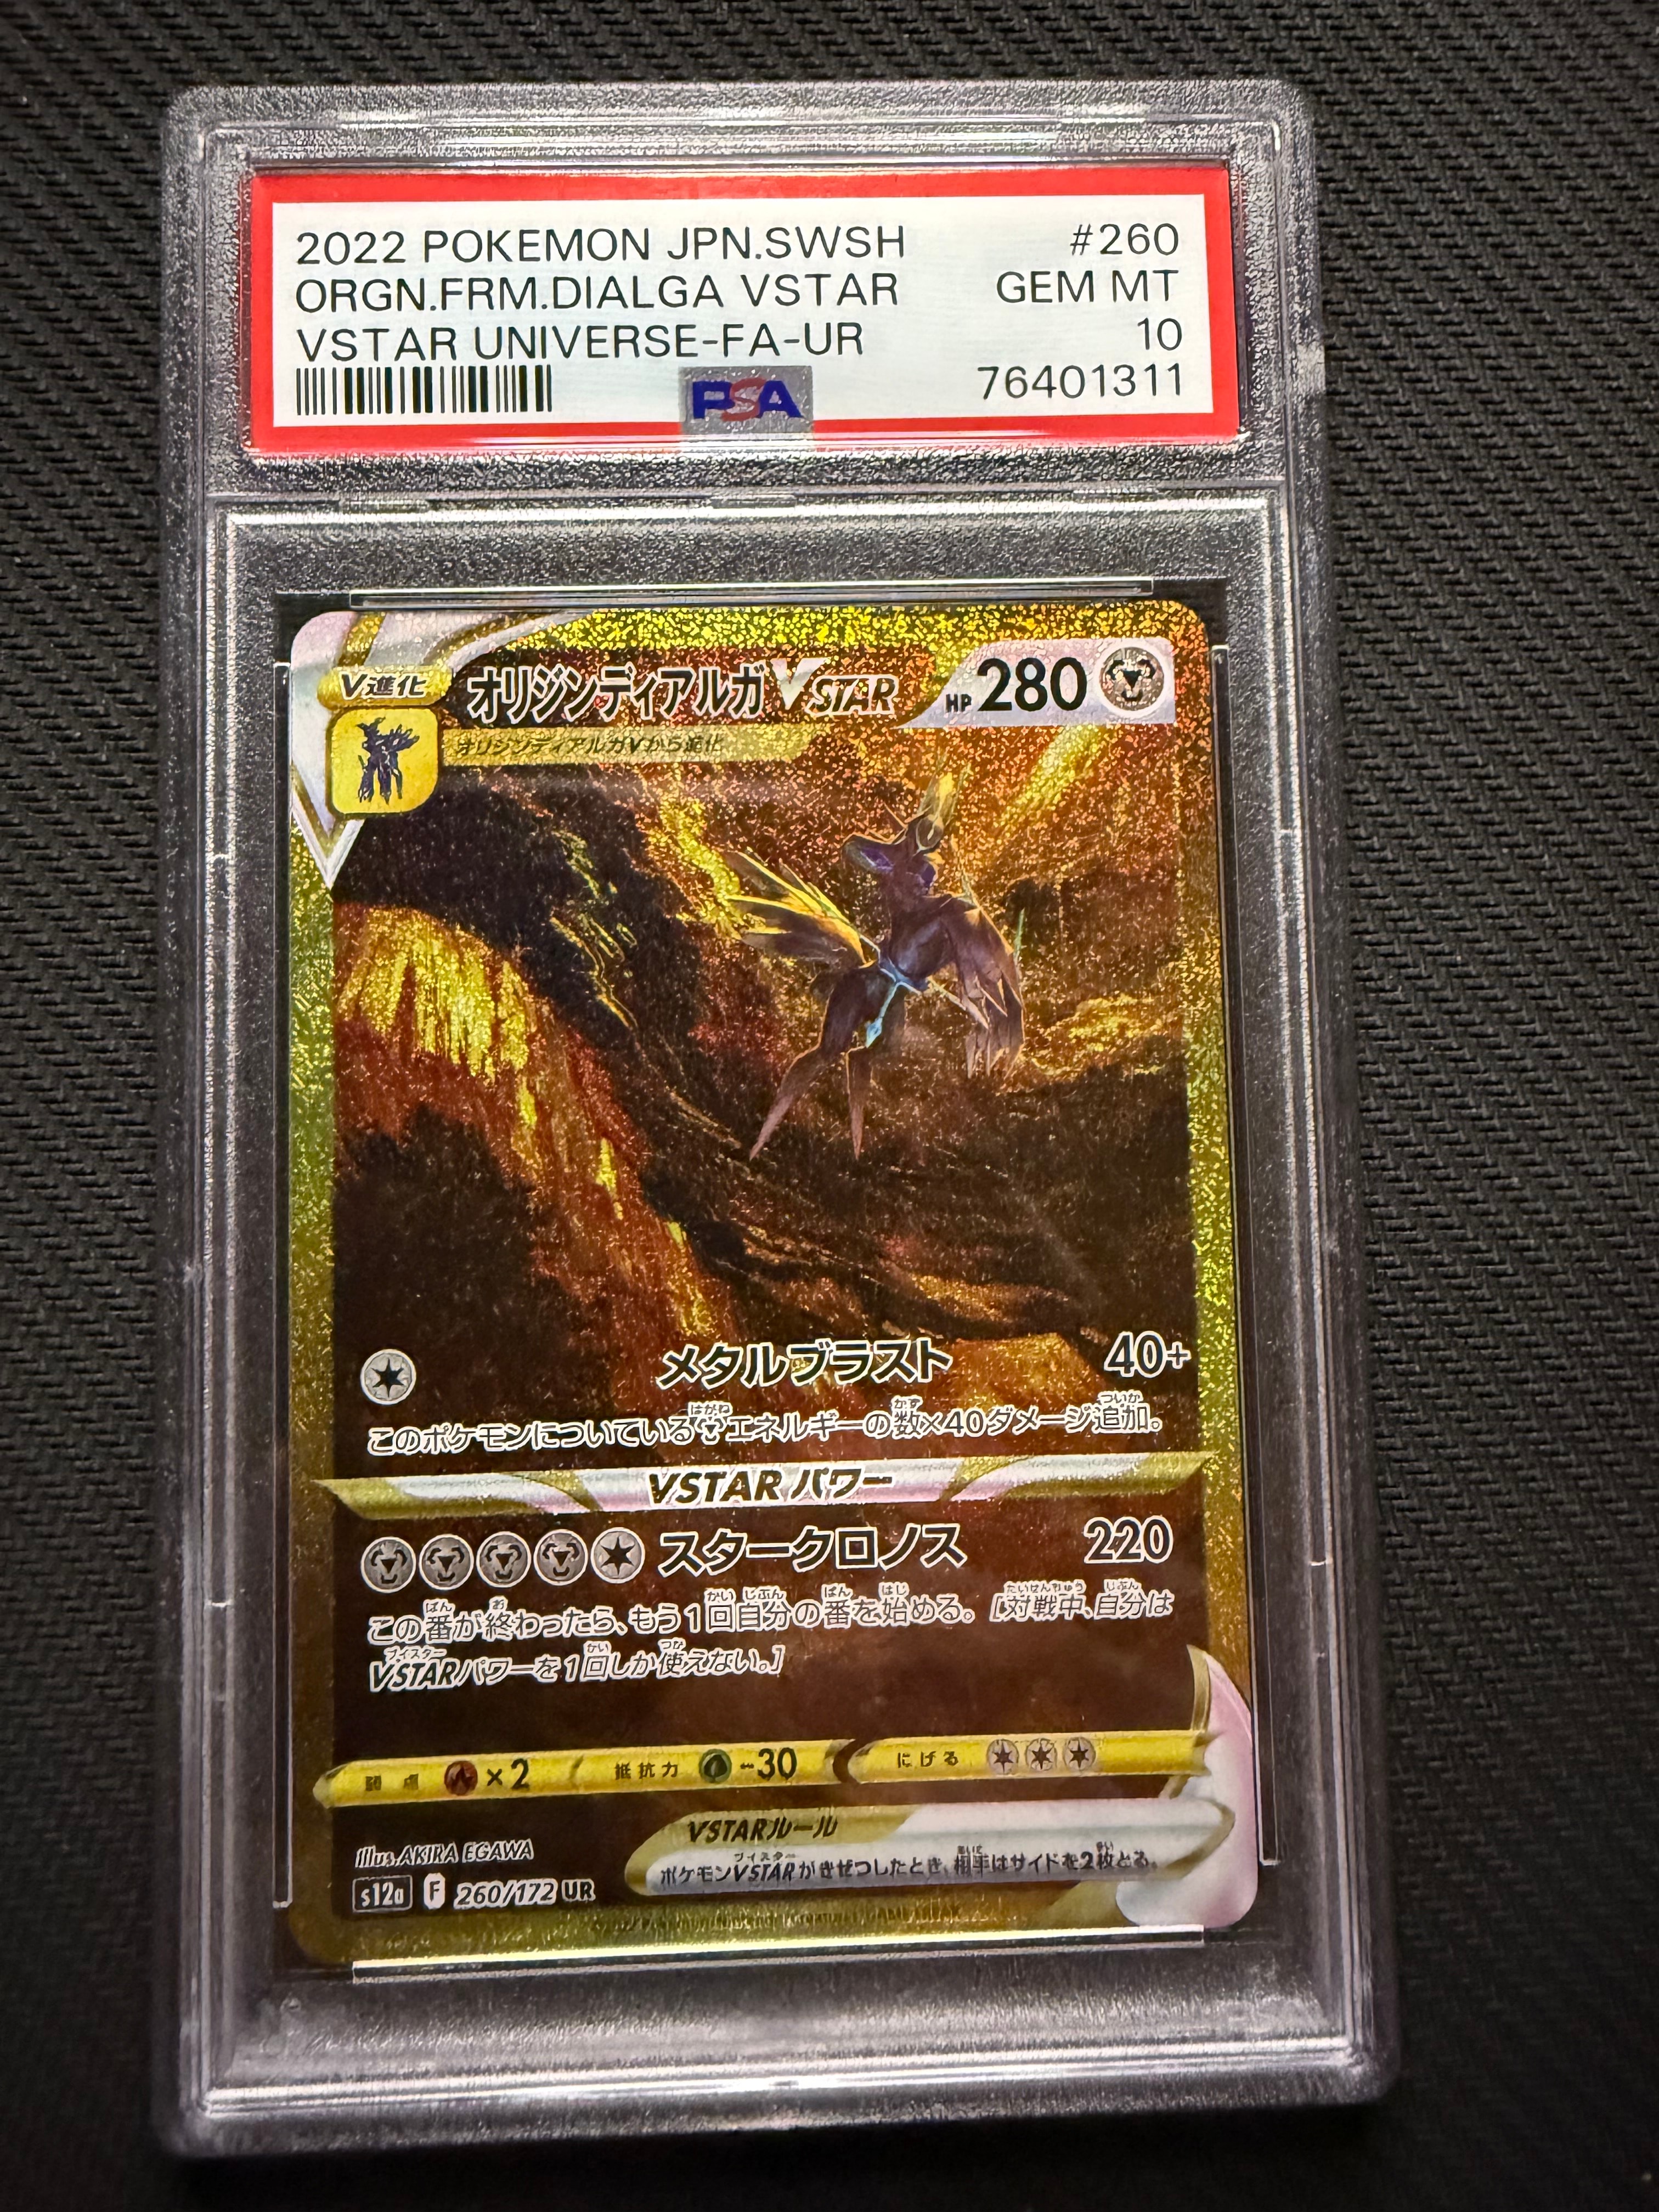 2022 POKEMON JPN.SWSH #260
ORGN.FRM.DIALGA VSTAR GEM MT
VSTAR UNIVERSE-FA-UR 10
PSA 76401311
V進化 オリジンディアルガVSTAR HP 280
オリジンディアルガVから進化
メタルブラスト 40+
このポケモンについているエネルギーの数×40ダメージ追加。
VSTARパワー
スタークロノス 220
この番が終わったら、もう1回自分の番を始める。[対戦中、自分は
VSTARパワーを1回しか使えない。]
弱点 ×2 抵抗力 -30 にげる
VSTARルール
ポケモンVSTARがきぜつしたとき、相手はサイドを2枚とる。
Illus. AKIRA EGAWA
s12a F 260/172 UR